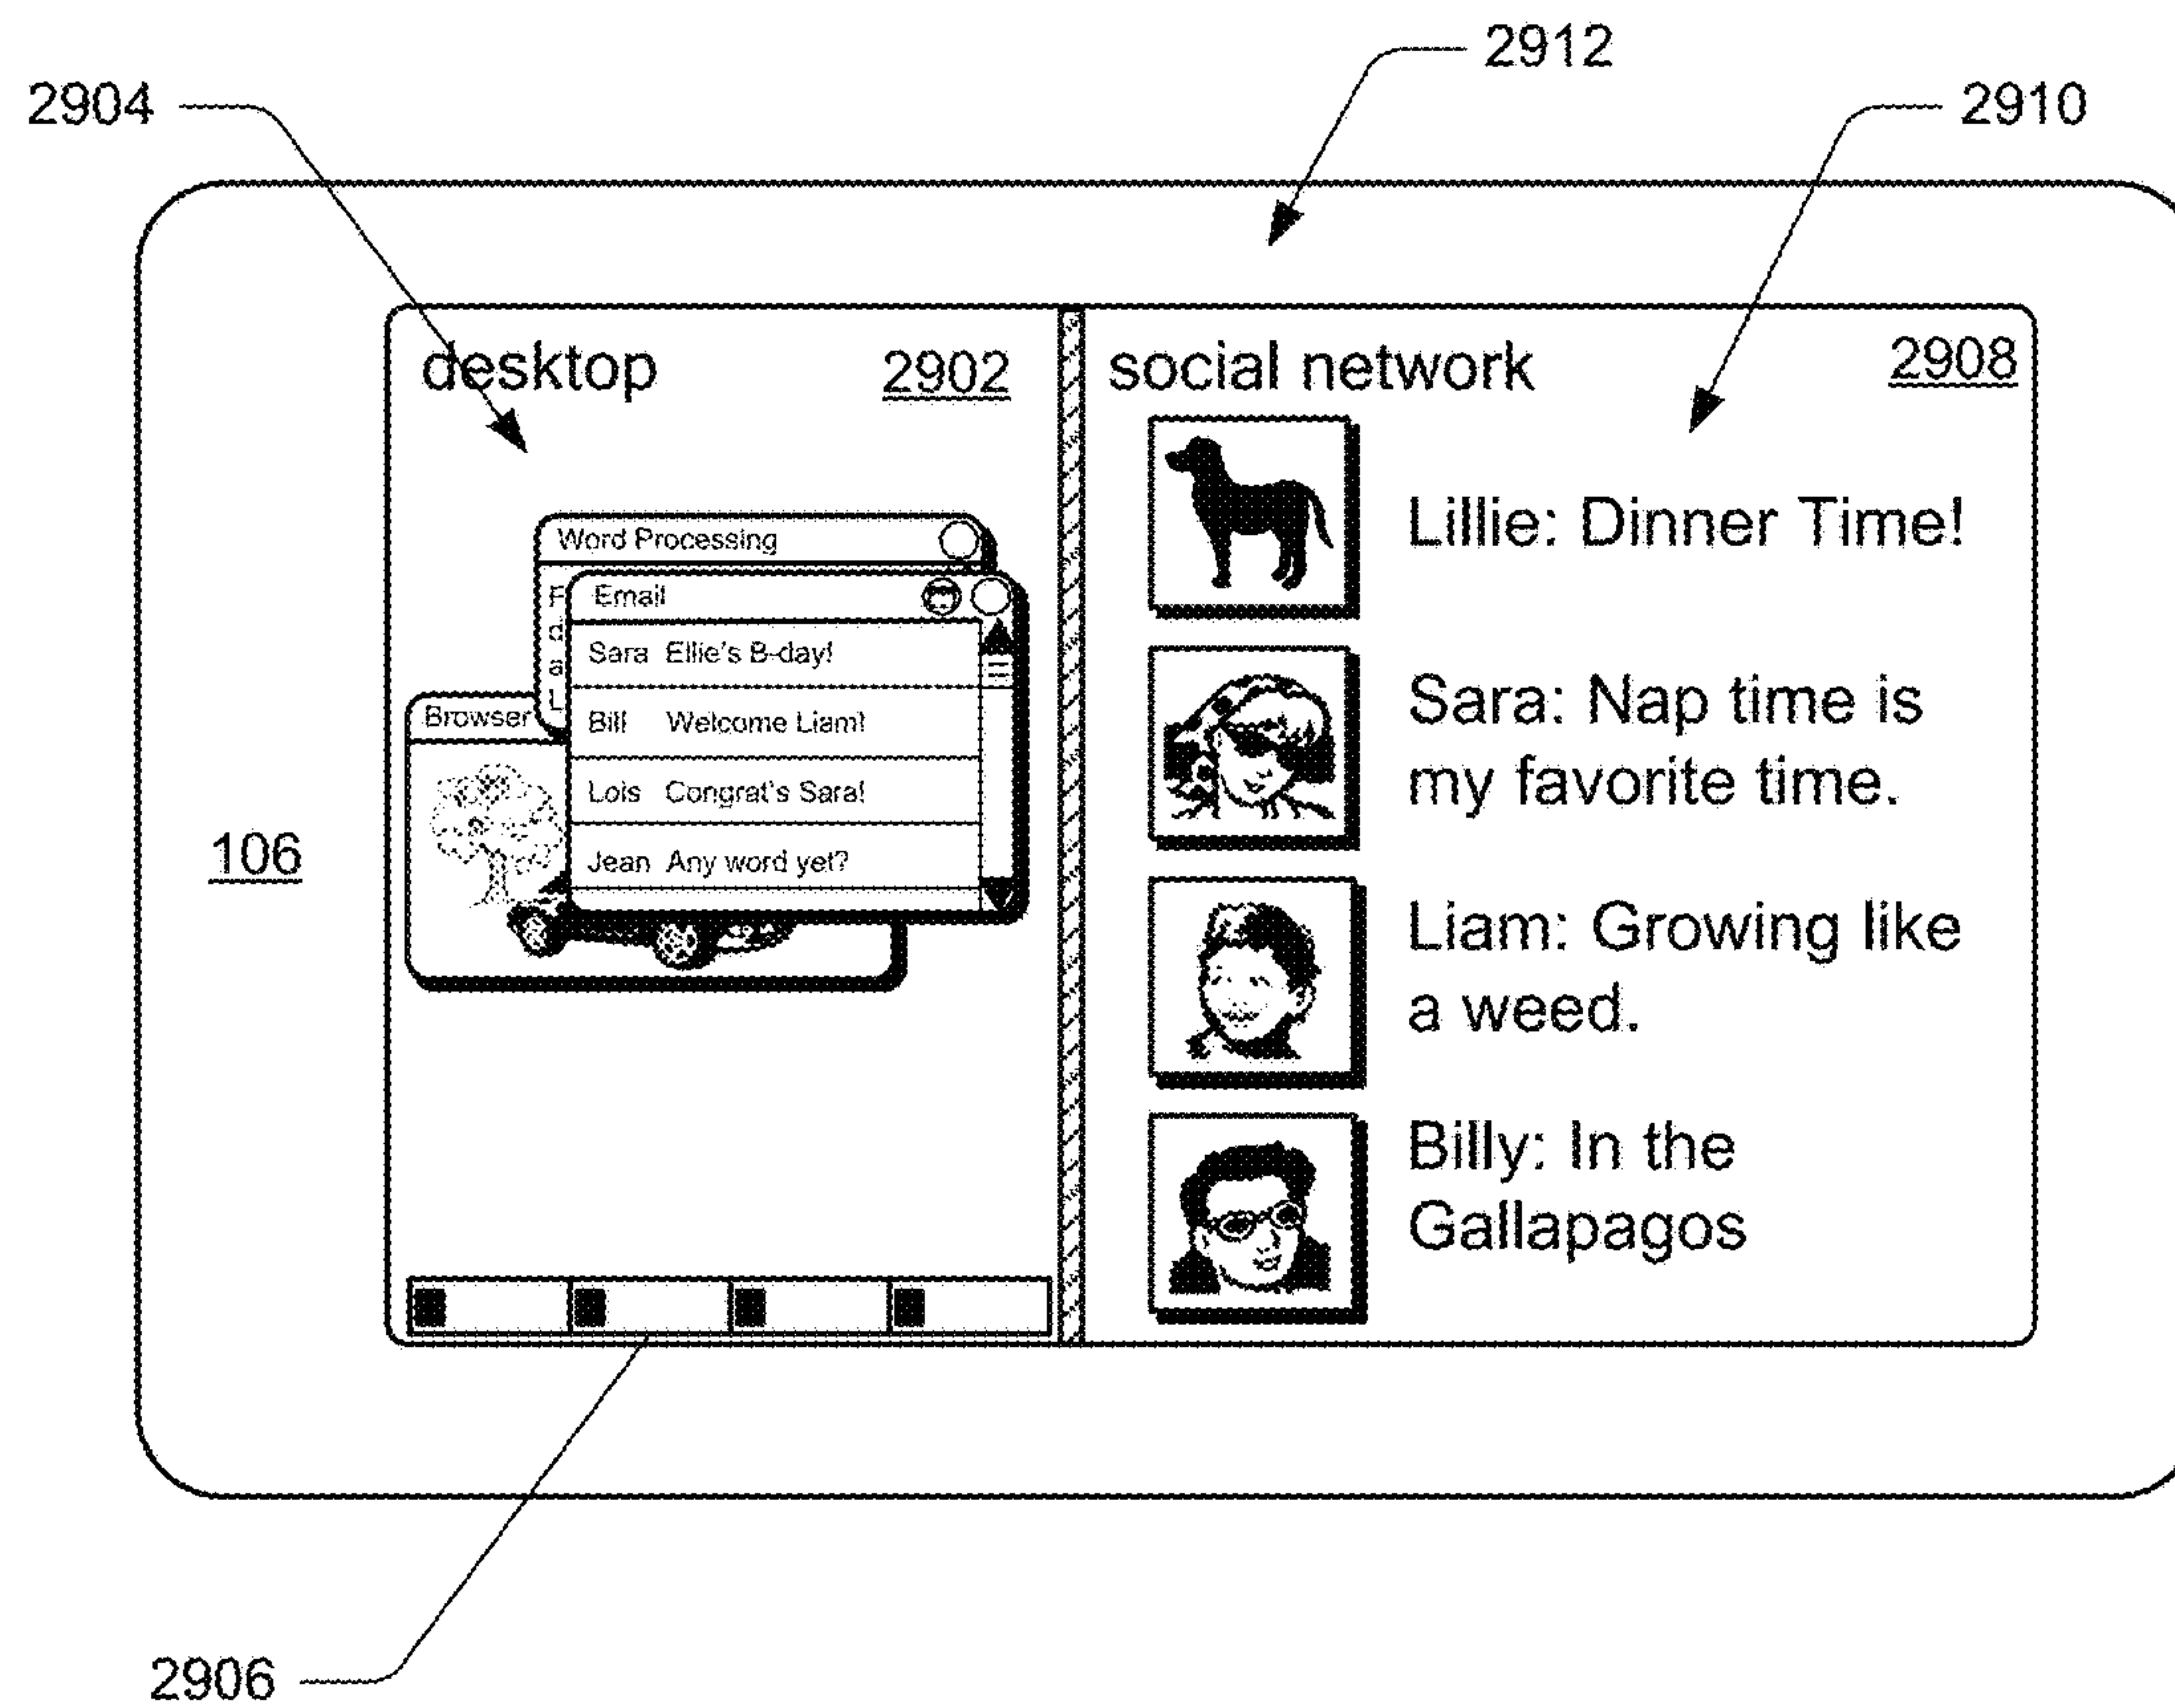 2912
2904
2910
desktop
2902
social network
2908
Word Processing
Email
Sara Ellie's B-day!
Bill Welcome Liam!
Lois Congrat's Sara!
Jean Any word yet?
F
a
L
Browser
Lillie: Dinner Time!
Sara: Nap time is
my favorite time.
Liam: Growing like
a weed.
Billy: In the
Gallapagos
106
2906